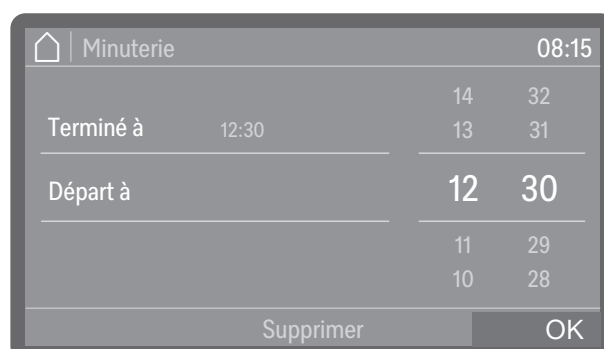 Minuterie 08:15
14 32
Terminé à 12:30 13 31
Départ à 12 30
11 29
10 28
Supprimer OK